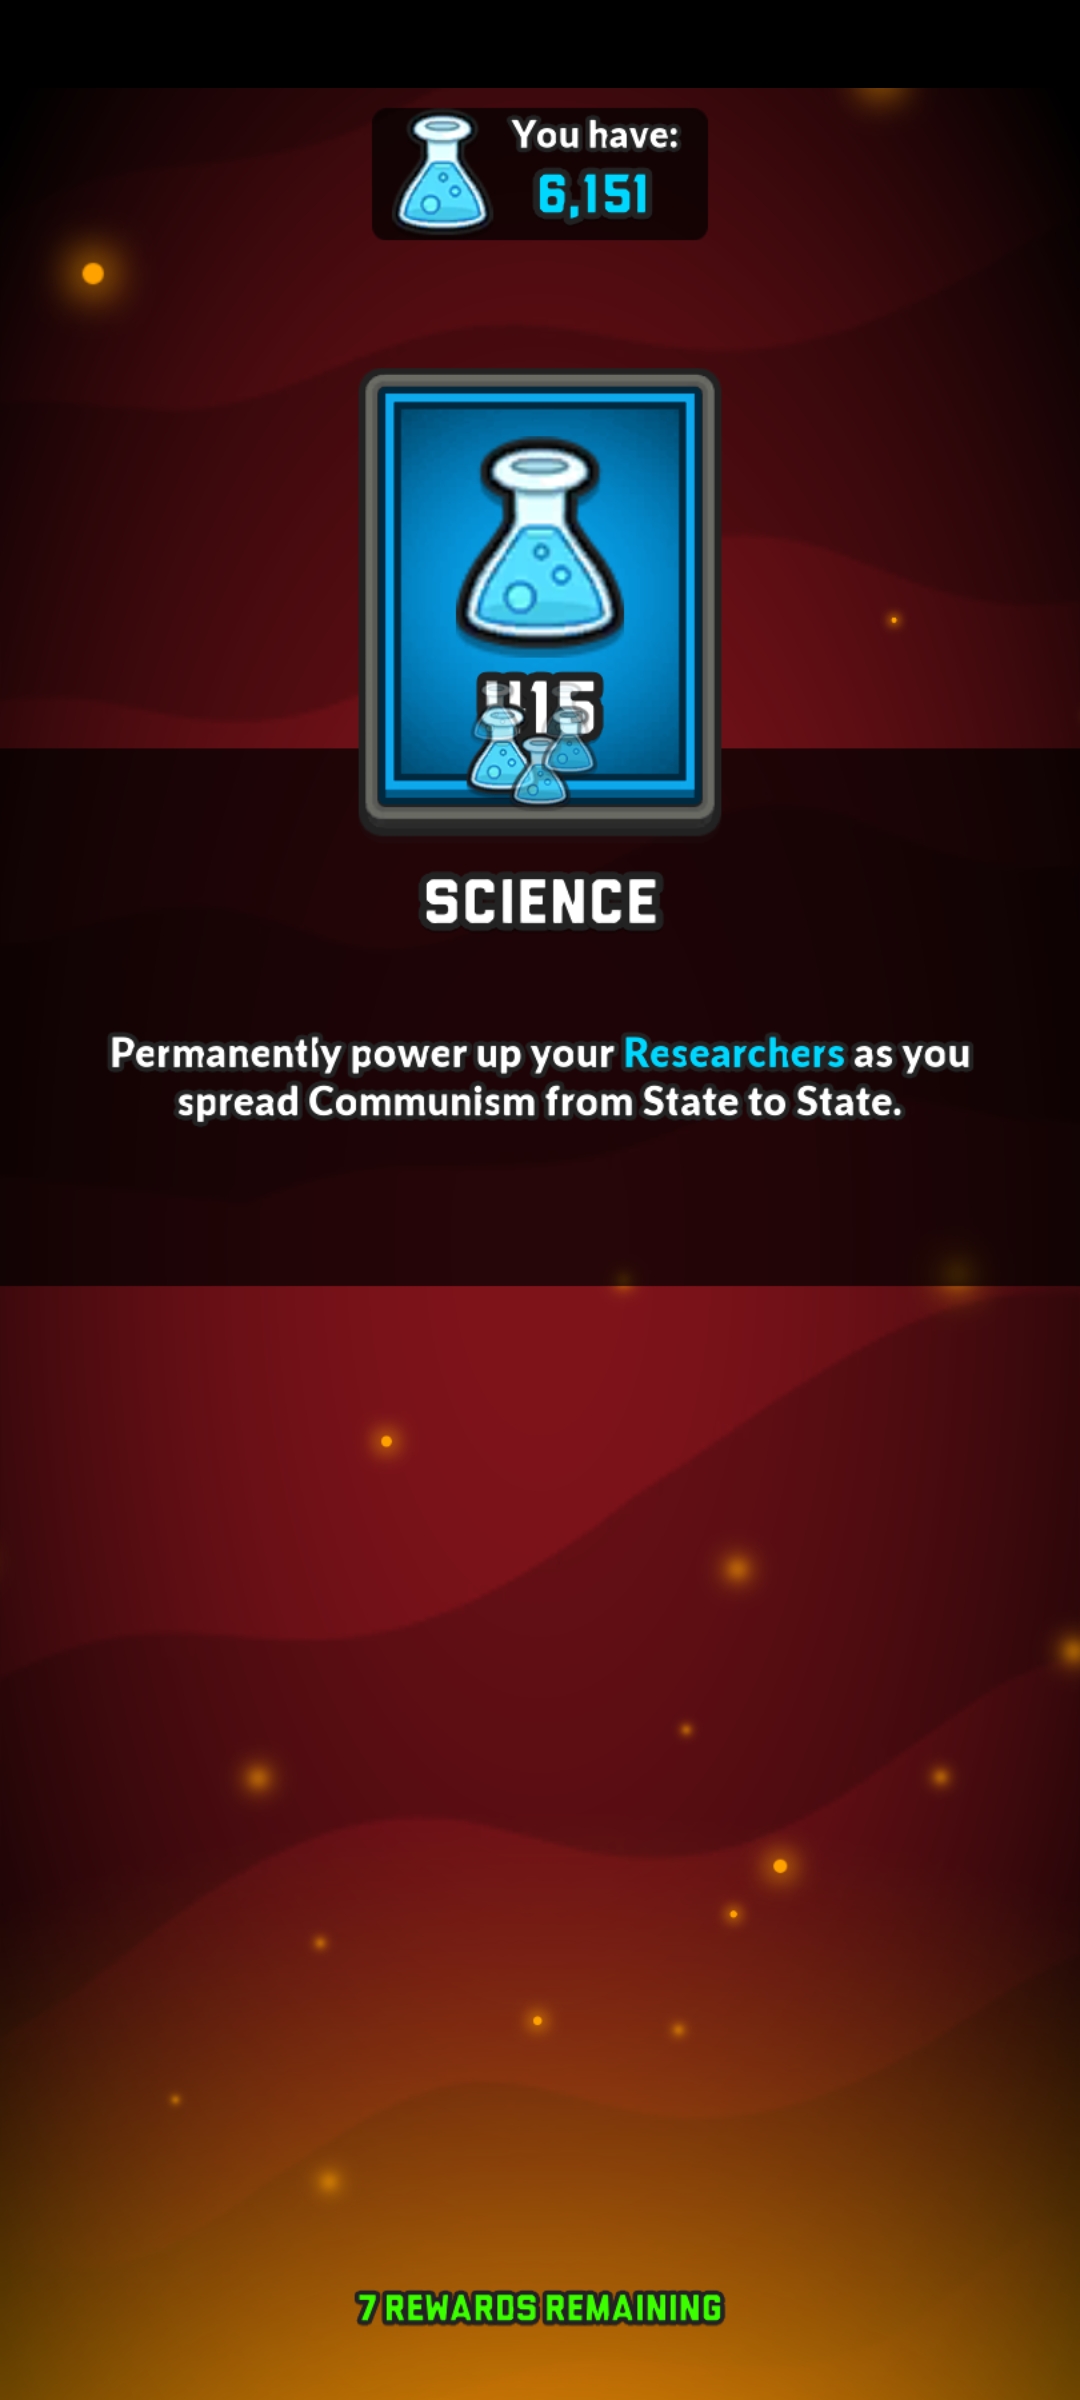 You have:
6,151
415
SCIENCE
Permanently power up your Researchers as you
spread Communism from State to State.
7 REWARDS REMAINING